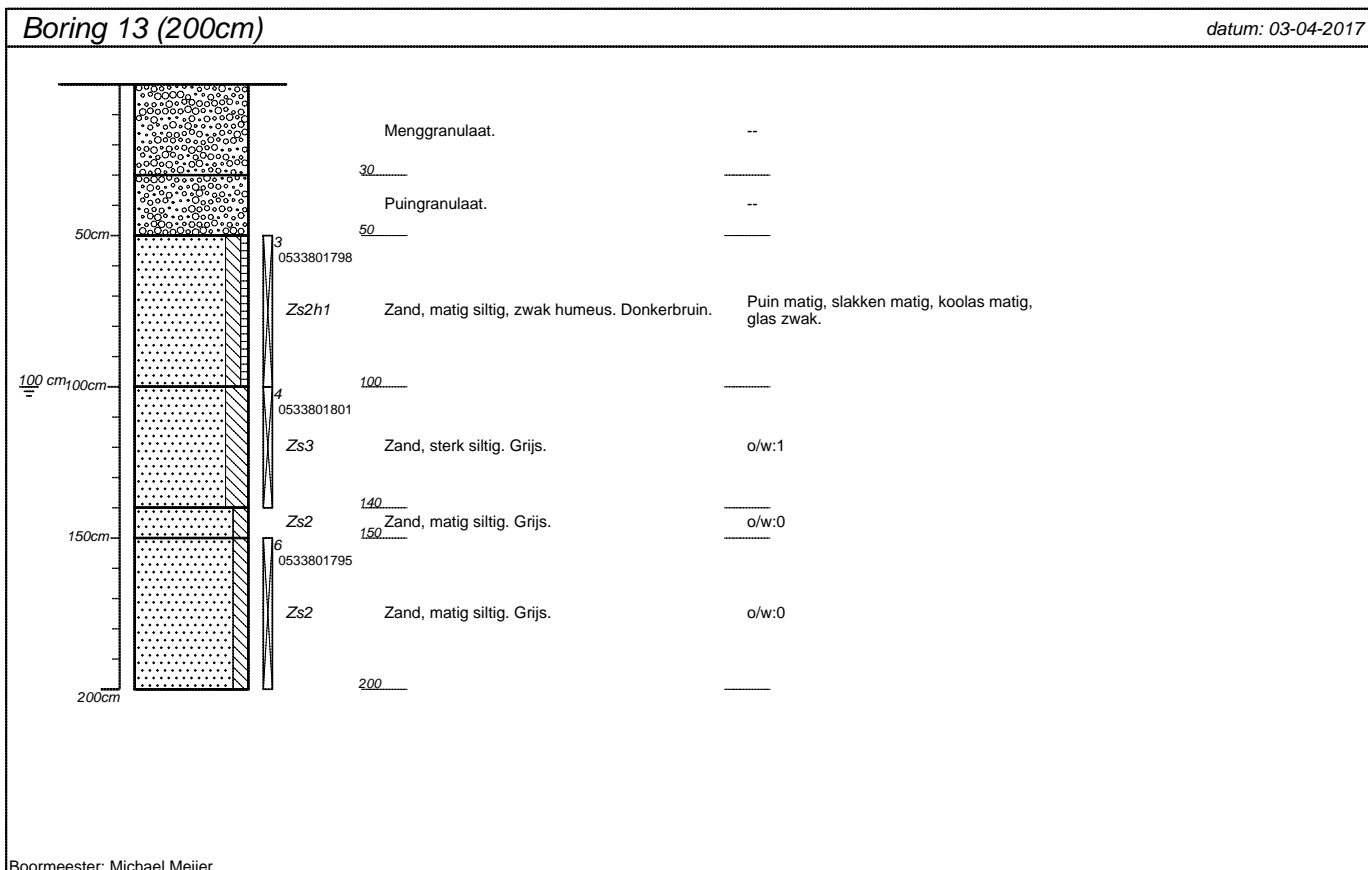 Boring 13 (200cm)
datum: 03-04-2017
Menggranulaat.
--
30
Puingranulaat.
--
50cm
50
3
0533801798
Zs2h1
Zand, matig siltig, zwak humeus. Donkerbruin.
Puin matig, slakken matig, koolas matig,
glas zwak.
100 cm
100cm
100
4
0533801801
Zs3
Zand, sterk siltig. Grijs.
o/w:1
140
Zs2
Zand, matig siltig. Grijs.
o/w:0
150cm
150
6
0533801795
Zs2
Zand, matig siltig. Grijs.
o/w:0
200cm
200
Boormeester: Michael Meijer